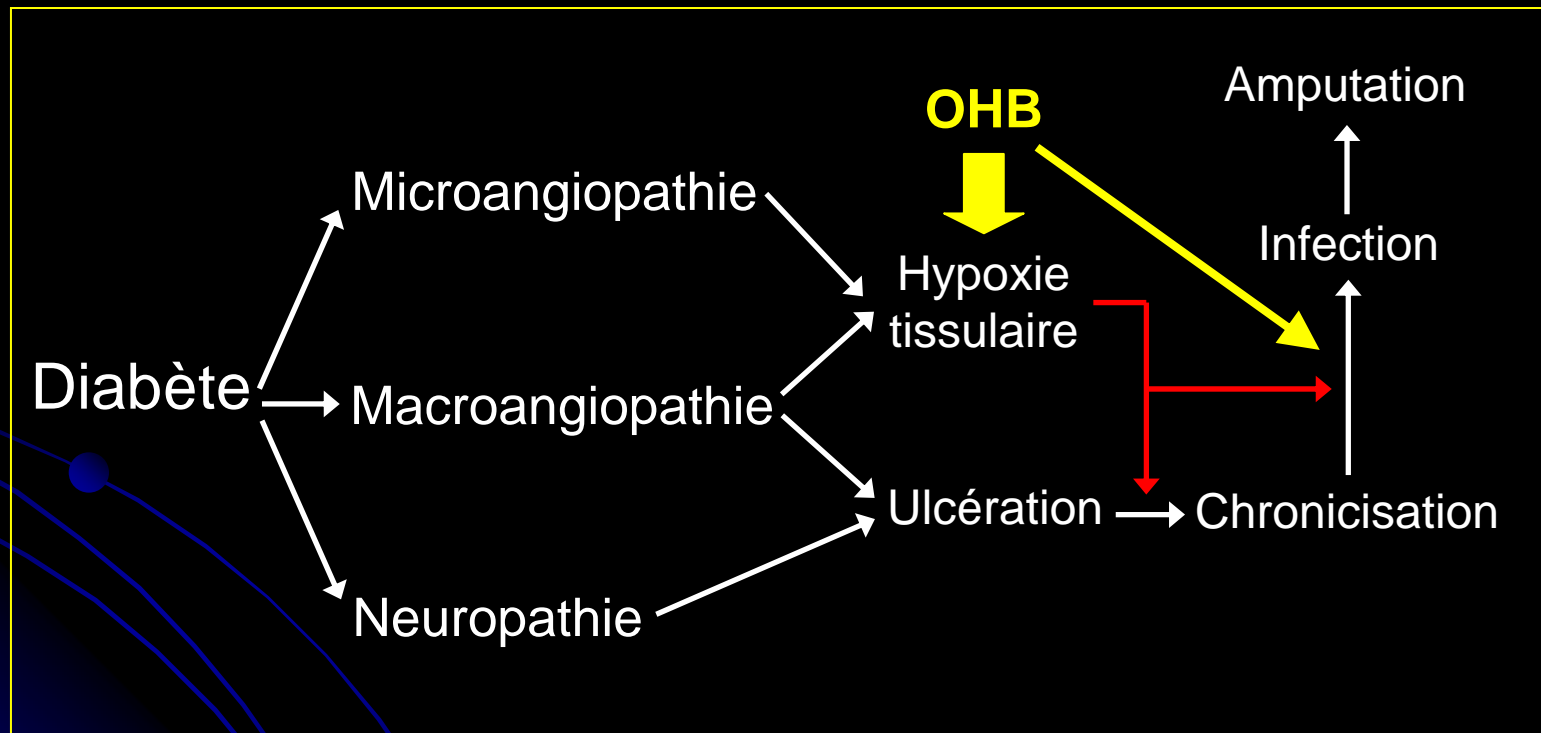 Amputation
OHB
Microangiopathie
Infection
Hypoxie
tissulaire
Diabète
Macroangiopathie
Ulcération
Chronicisation
Neuropathie